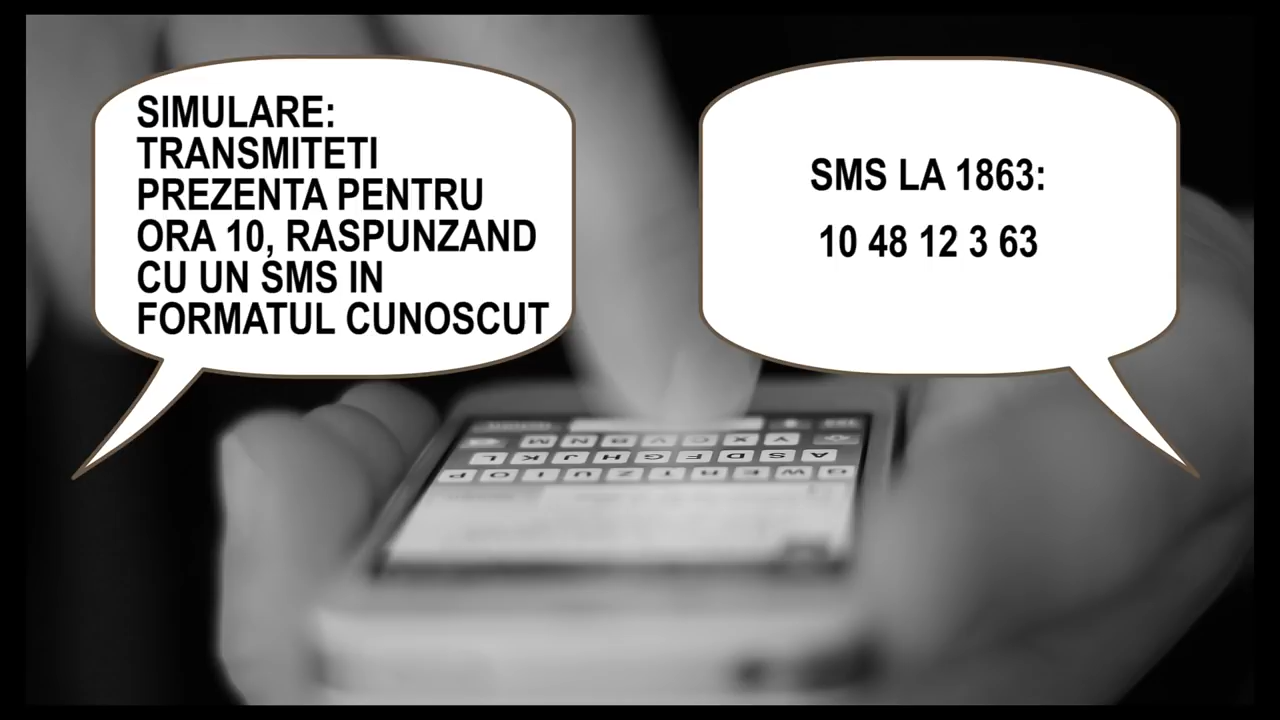 SIMULARE:
TRANSMITETI
PREZENTA PENTRU
ORA 10, RASPUNZAND
CU UN SMS IN
FORMATUL CUNOSCUT
SMS LA 1863:
10 48 12 3 63